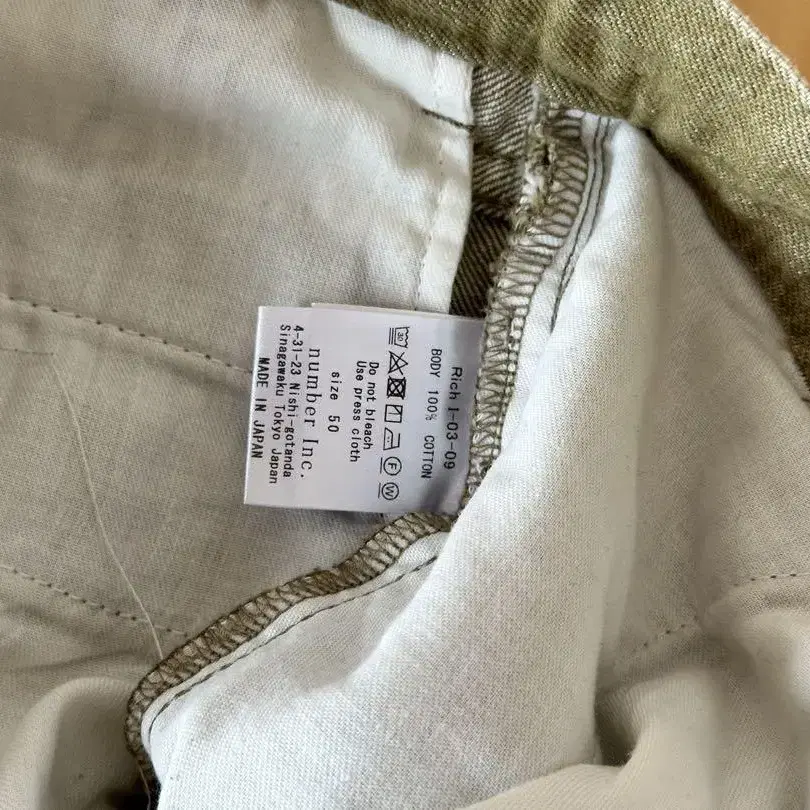 Rich I-03-09
BODY 100% COTTON
30
F W
Do not bleach
Use press cloth
size 50
number Inc.
4-31-23 Nishi-gotanda
Sinagawaku Tokyo Japan
MADE IN JAPAN